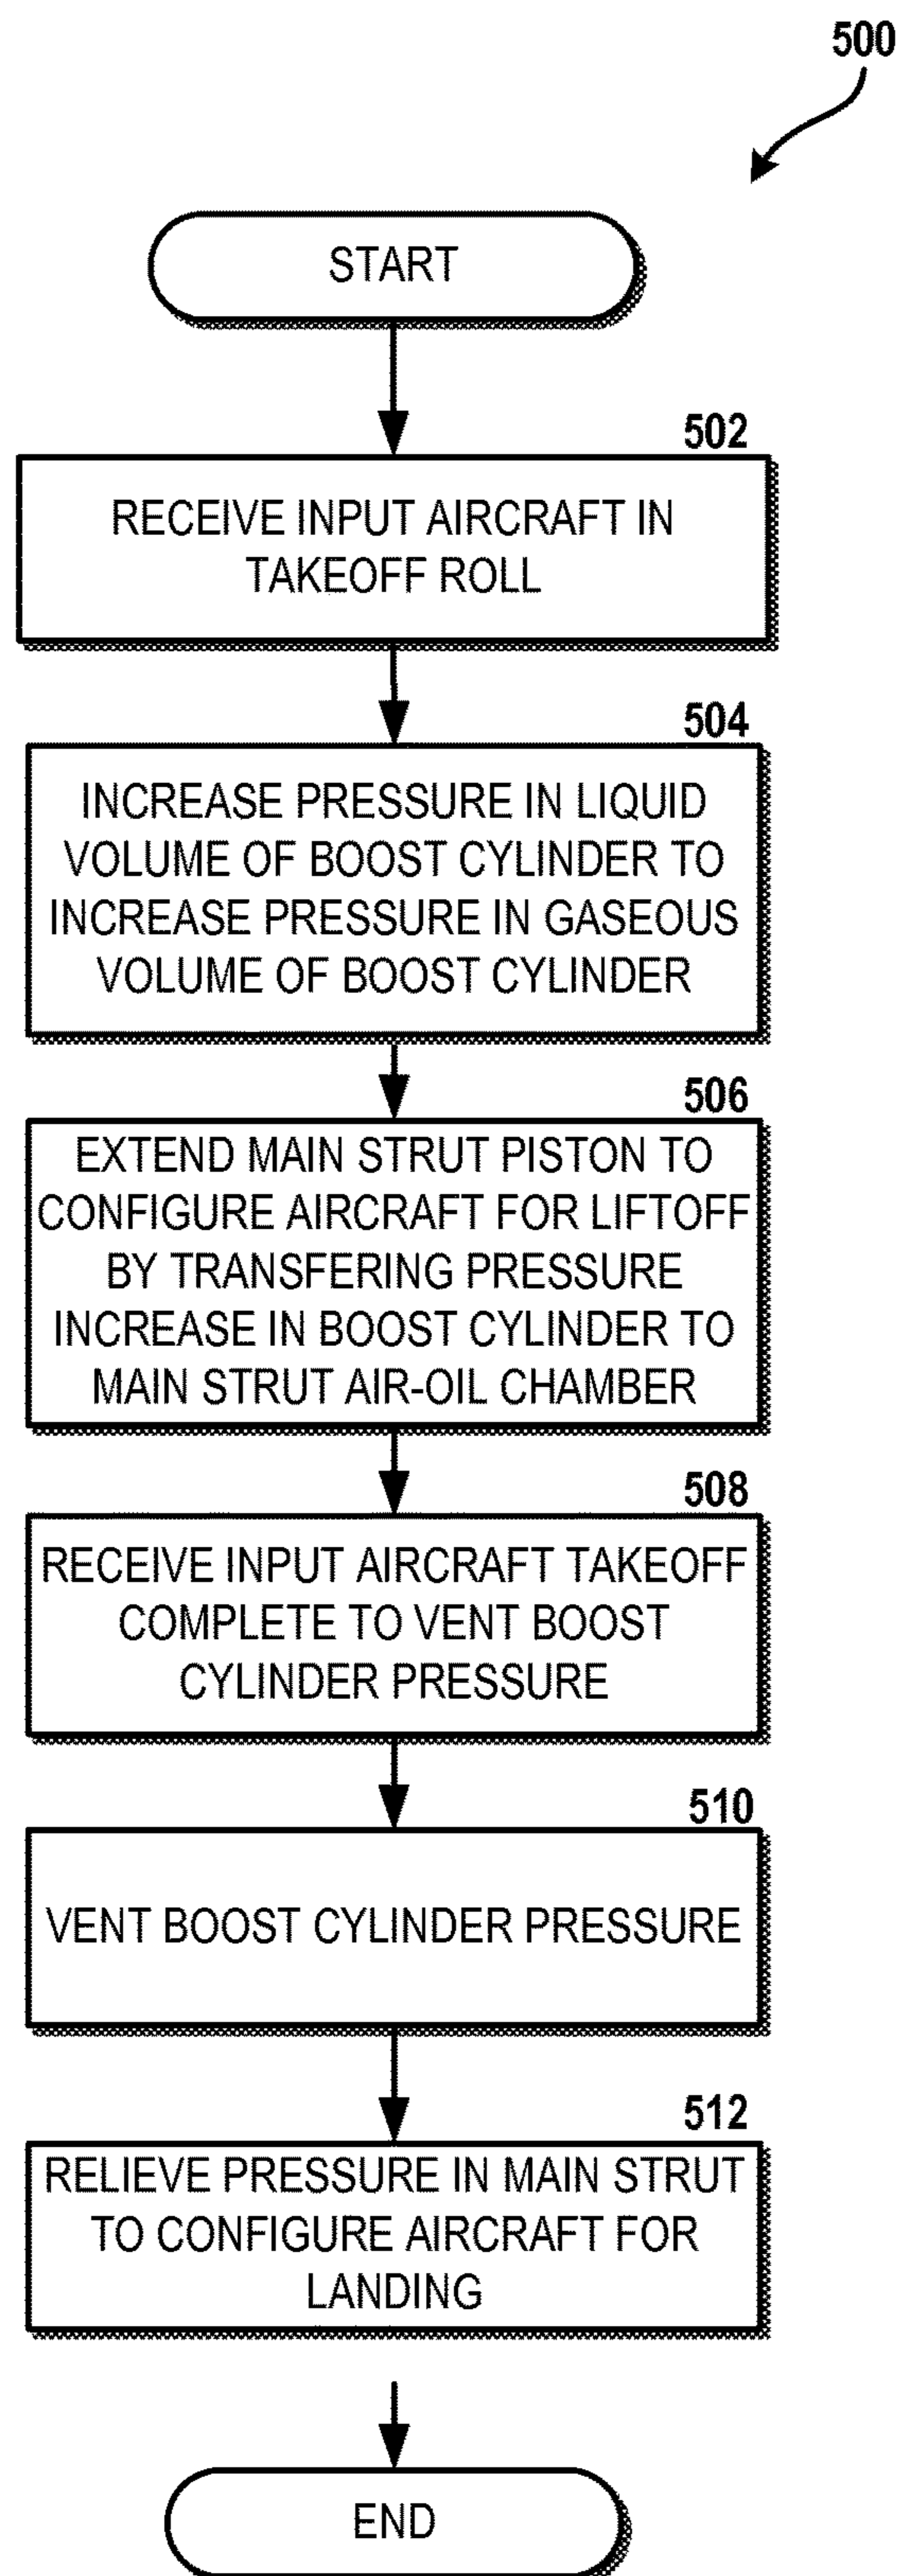 500
START
502
RECEIVE INPUT AIRCRAFT IN
TAKEOFF ROLL
504
INCREASE PRESSURE IN LIQUID
VOLUME OF BOOST CYLINDER TO
INCREASE PRESSURE IN GASEOUS
VOLUME OF BOOST CYLINDER
506
EXTEND MAIN STRUT PISTON TO
CONFIGURE AIRCRAFT FOR LIFTOFF
BY TRANSFERING PRESSURE
INCREASE IN BOOST CYLINDER TO
MAIN STRUT AIR-OIL CHAMBER
508
RECEIVE INPUT AIRCRAFT TAKEOFF
COMPLETE TO VENT BOOST
CYLINDER PRESSURE
510
VENT BOOST CYLINDER PRESSURE
512
RELIEVE PRESSURE IN MAIN STRUT
TO CONFIGURE AIRCRAFT FOR
LANDING
END